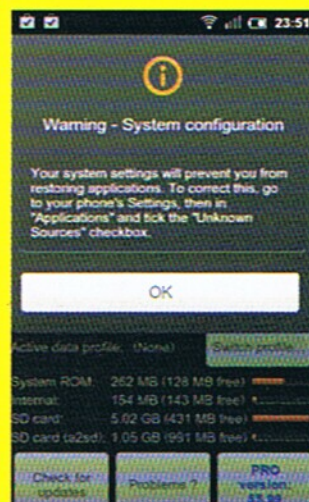 23:51
Warning - System configuration
Your system settings will prevent you from
restoring applications. To correct this, go
to your phone's Settings, then in
"Applications" and tick the "Unknown
Sources" checkbox.
OK
Active data profile: (None) Switch profile
System ROM: 262 MB (128 MB free)
Internal: 154 MB (143 MB free)
SD card: 5.02 GB (431 MB free)
SD card (a2sd): 1.05 GB (991 MB free)
Check for
updates
Problems ?
PRO
version